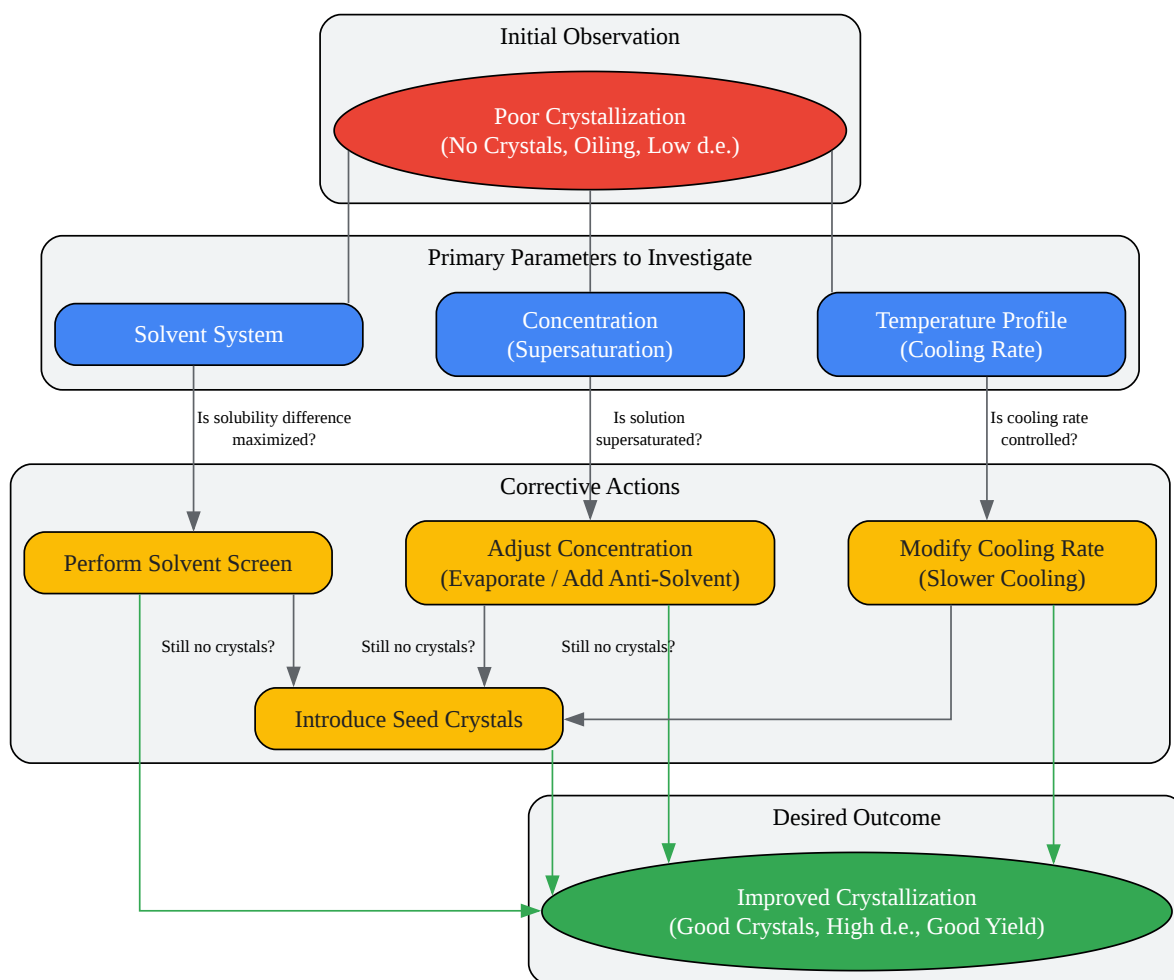 Initial Observation
Poor Crystallization
(No Crystals, Oiling, Low d.e.)
Primary Parameters to Investigate
Solvent System
Concentration
(Supersaturation)
Temperature Profile
(Cooling Rate)
Is solubility difference
maximized?
Is solution
supersaturated?
Is cooling rate
controlled?
Corrective Actions
Perform Solvent Screen
Adjust Concentration
(Evaporate / Add Anti-Solvent)
Modify Cooling Rate
(Slower Cooling)
Still no crystals?
Still no crystals?
Still no crystals?
Introduce Seed Crystals
Desired Outcome
Improved Crystallization
(Good Crystals, High d.e., Good Yield)